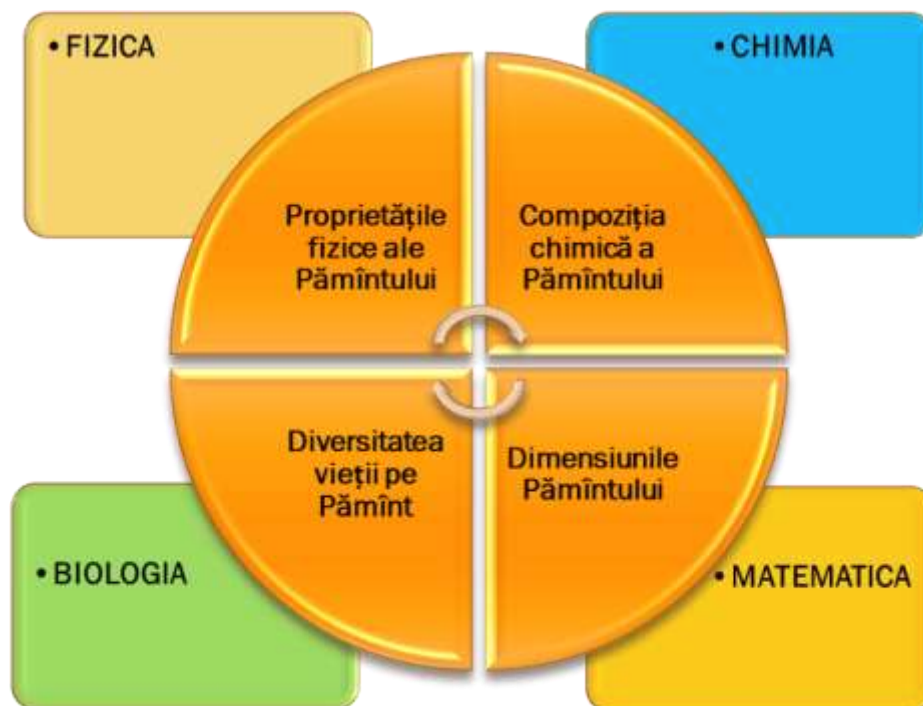 • FIZICA
• CHIMIA
Proprietățile
fizice ale
Pămîntului
Compoziția
chimică a
Pămîntului
Diversitatea
vieții pe
Pămînt
Dimensiunile
Pămîntului
• BIOLOGIA
• MATEMATICA